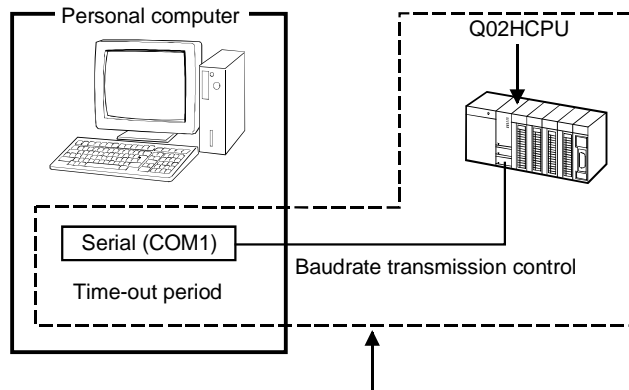 Personal computer
Q02HCPU
Serial (COM1)
Baudrate transmission control
Time-out period